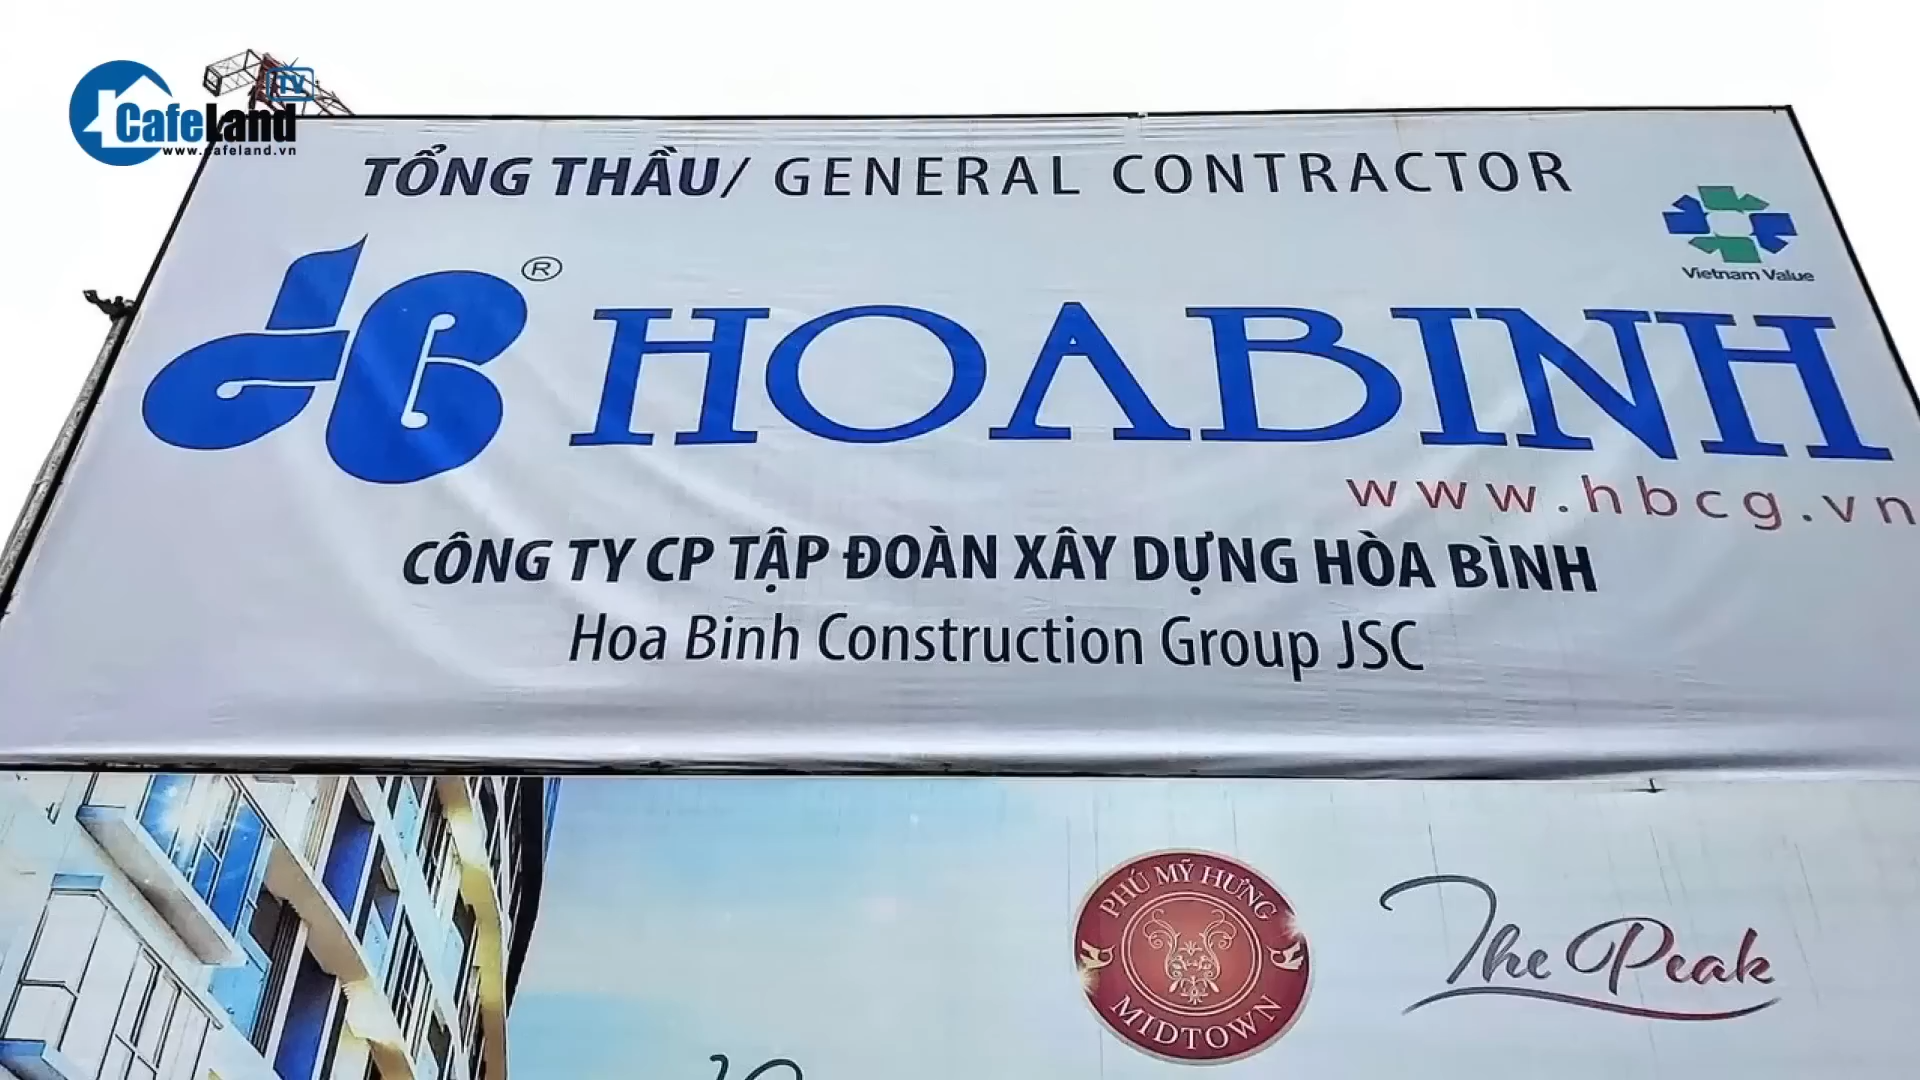 TV
CafeLand
www.cafeland.vn
TỔNG THẦU/ GENERAL CONTRACTOR
Vietnam Value
®
HOABINH
www.hbcg.vn
CÔNG TY CP TẬP ĐOÀN XÂY DỰNG HÒA BÌNH
Hoa Binh Construction Group JSC
PHÚ MỸ HƯNG
MIDTOWN
The Peak